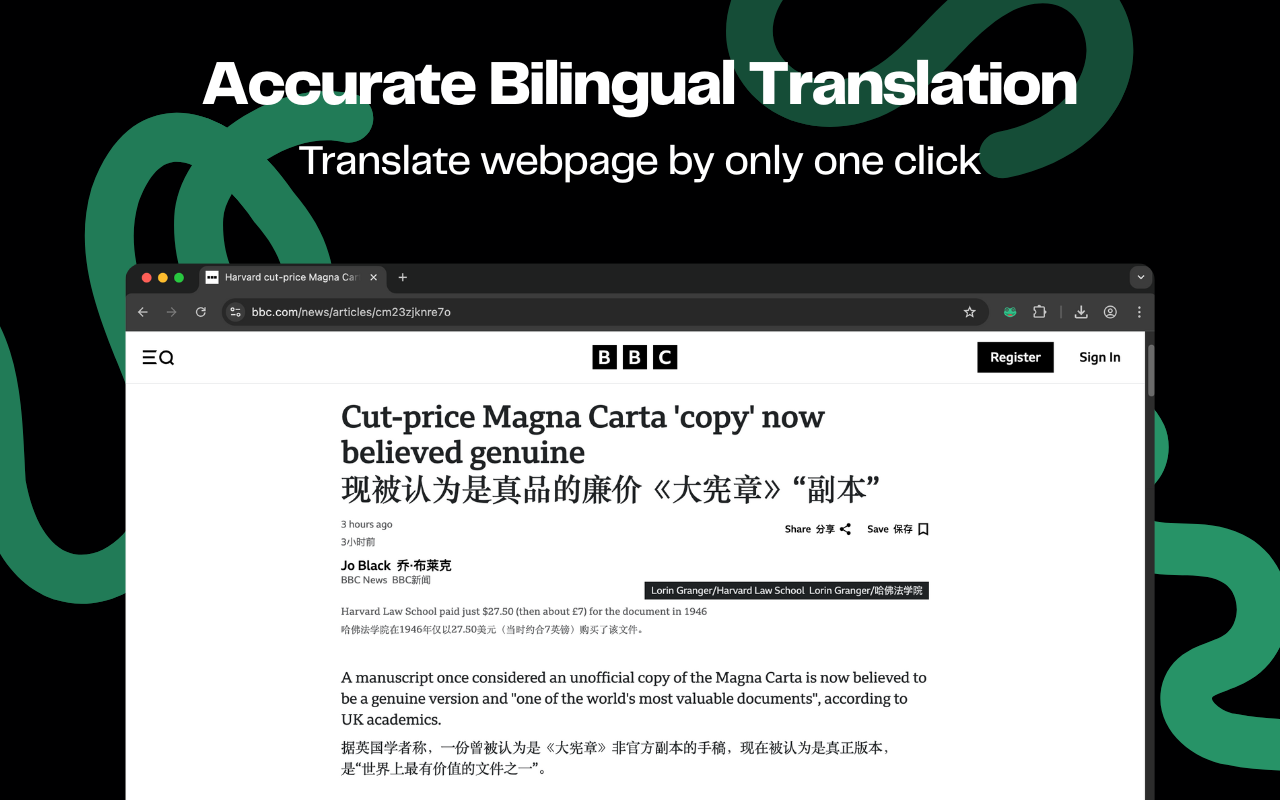 Accurate Bilingual Translation
Translate webpage by only one click
Harvard cut-price Magna Car
bbc.com/news/articles/cm23zjknre7o
BBC
Register
Sign In
Cut-price Magna Carta 'copy' now
believed genuine
现被认为是真品的廉价《大宪章》“副本”
3 hours ago
3小时前
Share 分享
Save 保存
Jo Black 乔·布莱克
BBC News BBC新闻
Lorin Granger/Harvard Law School Lorin Granger/哈佛法学院
Harvard Law School paid just $27.50 (then about £7) for the document in 1946
哈佛法学院在1946年仅以27.50美元（当时约合7英镑）购买了该文件。
A manuscript once considered an unofficial copy of the Magna Carta is now believed to
be a genuine version and "one of the world's most valuable documents", according to
UK academics.
据英国学者称，一份曾被认为是《大宪章》非官方副本的手稿，现在被认为是真正版本，
是“世界上最有价值的文件之一”。